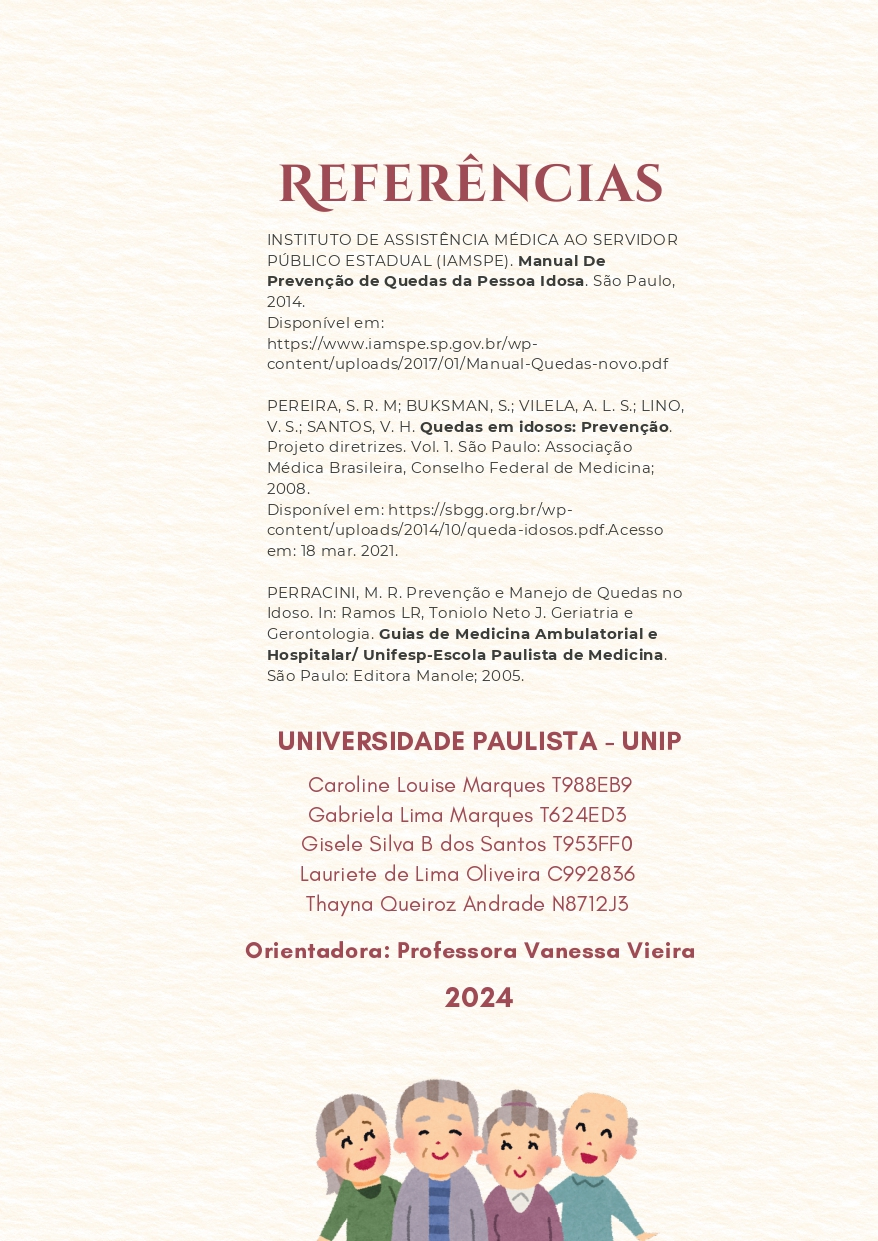 REFERÊNCIAS
INSTITUTO DE ASSISTÊNCIA MÉDICA AO SERVIDOR
PÚBLICO ESTADUAL (IAMSPE). Manual De
Prevenção de Quedas da Pessoa Idosa. São Paulo,
2014.
Disponível em:
https://www.iamspe.sp.gov.br/wp-
content/uploads/2017/01/Manual-Quedas-novo.pdf
PEREIRA, S. R. M; BUKSMAN, S.; VILELA, A. L. S.; LINO,
V. S.; SANTOS, V. H. Quedas em idosos: Prevenção.
Projeto diretrizes. Vol. 1. São Paulo: Associação
Médica Brasileira, Conselho Federal de Medicina;
2008.
Disponível em: https://sbgg.org.br/wp-
content/uploads/2014/10/queda-idosos.pdf.Acesso
em: 18 mar. 2021.
PERRACINI, M. R. Prevenção e Manejo de Quedas no
Idoso. In: Ramos LR, Toniolo Neto J. Geriatria e
Gerontologia. Guias de Medicina Ambulatorial e
Hospitalar/ Unifesp-Escola Paulista de Medicina.
São Paulo: Editora Manole; 2005.
UNIVERSIDADE PAULISTA - UNIP
Caroline Louise Marques T988EB9
Gabriela Lima Marques T624ED3
Gisele Silva B dos Santos T953FF0
Lauriete de Lima Oliveira C992836
Thayna Queiroz Andrade N8712J3
Orientadora: Professora Vanessa Vieira
2024